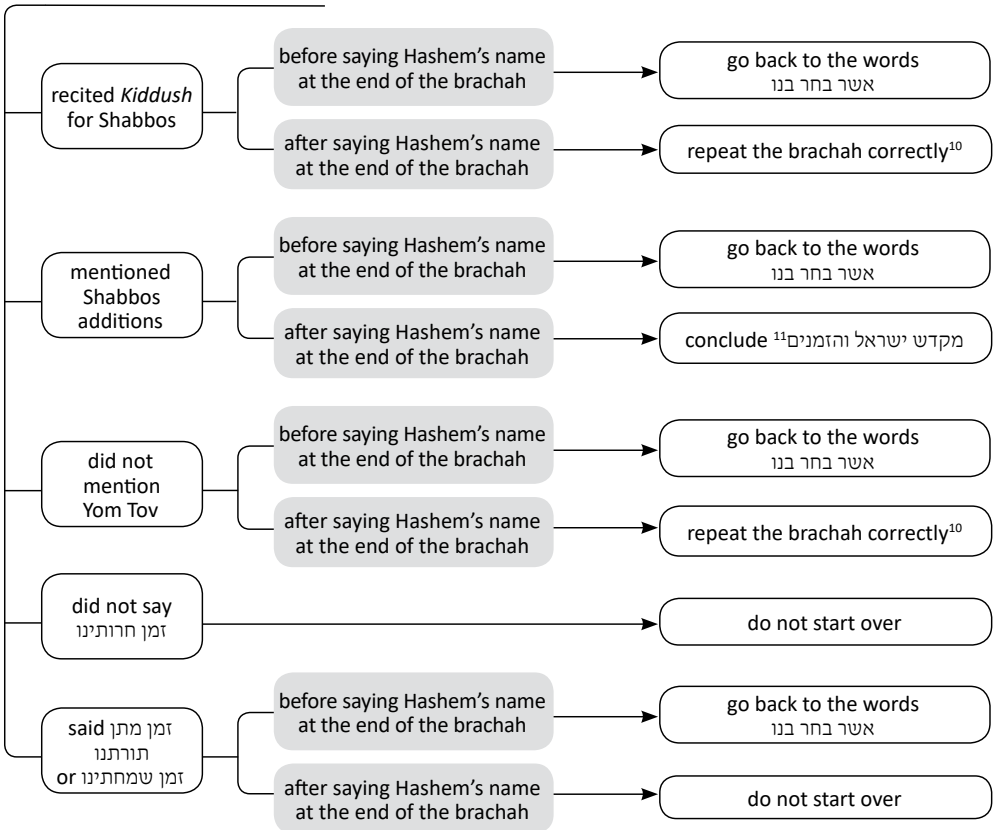 recited Kiddush
for Shabbos
before saying Hashem's name
at the end of the brachah
go back to the words
אשר בחר בנו
after saying Hashem's name
at the end of the brachah
repeat the brachah correctly10
mentioned
Shabbos
additions
before saying Hashem's name
at the end of the brachah
go back to the words
אשר בחר בנו
after saying Hashem's name
at the end of the brachah
conclude 11מקדש ישראל והזמנים
did not
mention
Yom Tov
before saying Hashem's name
at the end of the brachah
go back to the words
אשר בחר בנו
after saying Hashem's name
at the end of the brachah
repeat the brachah correctly10
did not say
זמן חרותינו
do not start over
said זמן מתן
תורתנו
or זמן שמחתינו
before saying Hashem's name
at the end of the brachah
go back to the words
אשר בחר בנו
after saying Hashem's name
at the end of the brachah
do not start over